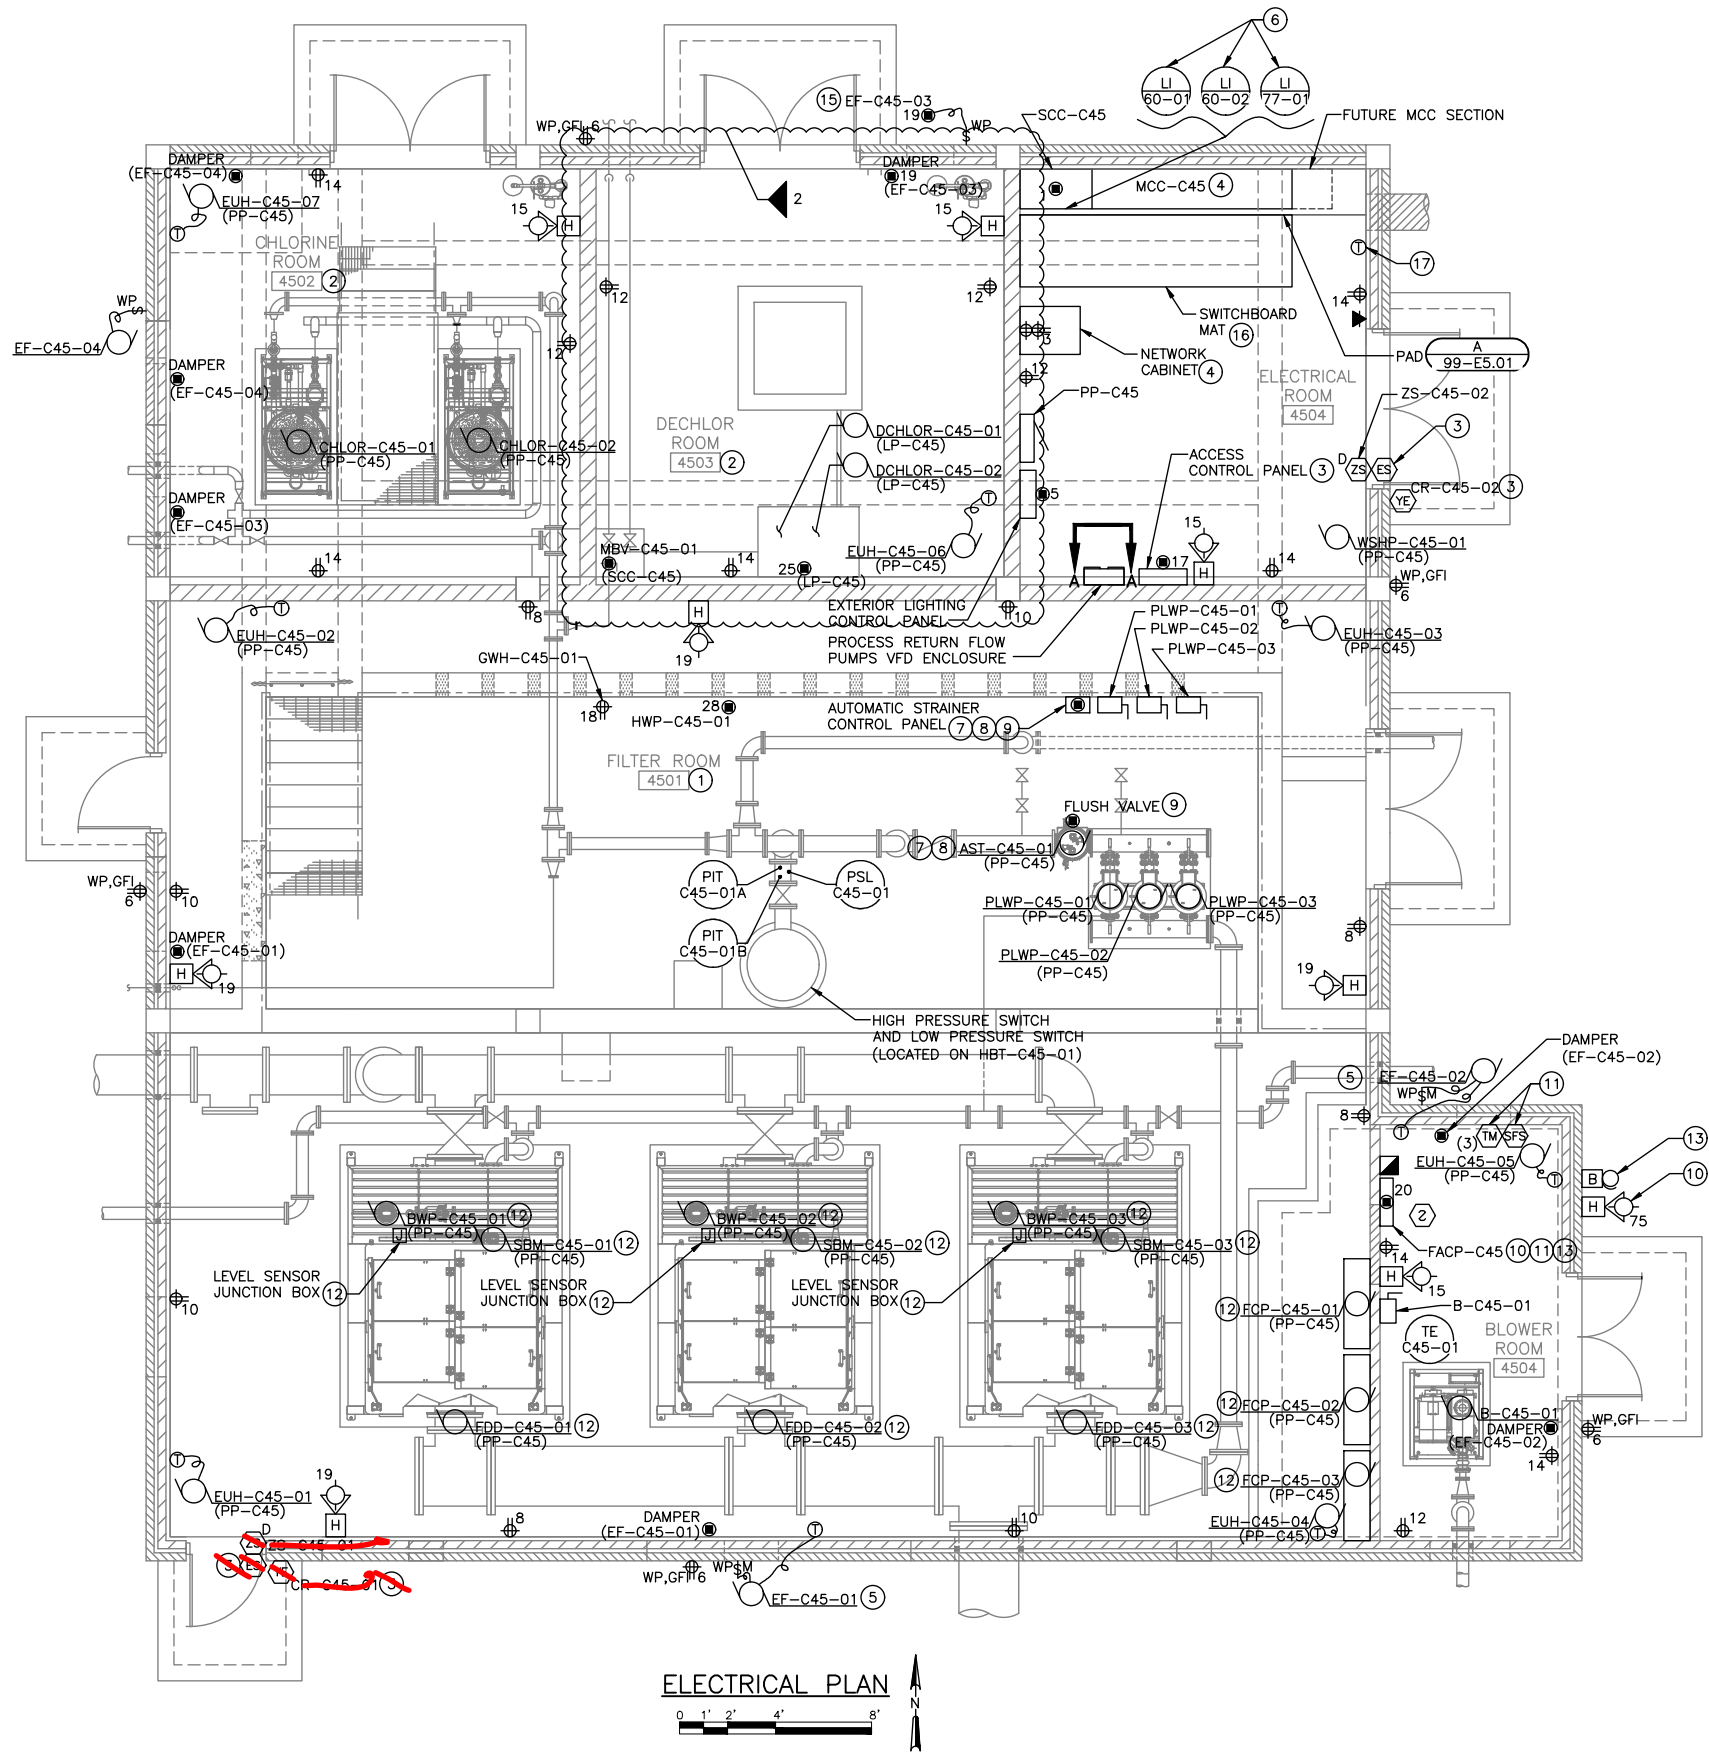 6
LI
60-01
LI
60-02
LI
77-01
15 EF-C45-03
19
WP
SCC-C45
FUTURE MCC SECTION
WP,GFI 6
DAMPER
(EF-C45-04)
14
DAMPER
19
(EF-C45-03)
MCC-C45 4
2
EUH-C45-07
(PP-C45)
T
15
H
15
H
CHLORINE
ROOM
4502 2
T
17
WP
$
EF-C45-04
12
12
14
SWITCHBOARD
MAT 16
3
NETWORK
CABINET 4
PAD
A
99-E5.01
12
12
DAMPER
(EF-C45-04)
PP-C45
ELECTRICAL
ROOM
4504
ZS-C45-02
DECHLOR
ROOM
4503 2
DCHLOR-C45-01
(LP-C45)
CHLOR-C45-01
(PP-C45)
CHLOR-C45-02
(PP-C45)
3
ACCESS
CONTROL PANEL 3
D
ZS
ES
DCHLOR-C45-02
(LP-C45)
CR-C45-02 3
YE
DAMPER
(EF-C45-03)
T
5
15
EUH-C45-06
(PP-C45)
WSHP-C45-01
(PP-C45)
MBV-C45-01
(SCC-C45)
14
14
25
(LP-C45)
A
A
17
H
14
WP,GFI
6
8
T
EUH-C45-02
(PP-C45)
H
19
EXTERIOR LIGHTING
CONTROL PANEL
10
PLWP-C45-01
PLWP-C45-02
PLWP-C45-03
T
EUH-C45-03
(PP-C45)
PROCESS RETURN FLOW
PUMPS VFD ENCLOSURE
GWH-C45-01
18
28
HWP-C45-01
AUTOMATIC STRAINER
CONTROL PANEL 7 8 9
FILTER ROOM
4501 1
FLUSH VALVE 9
7 8 AST-C45-01
(PP-C45)
PIT
C45-01A
PSL
C45-01
WP,GFI
6
10
PLWP-C45-01
(PP-C45)
PLWP-C45-03
(PP-C45)
PIT
C45-01B
8
DAMPER
(EF-C45-01)
PLWP-C45-02
(PP-C45)
H
19
19
H
HIGH PRESSURE SWITCH
AND LOW PRESSURE SWITCH
(LOCATED ON HBT-C45-01)
DAMPER
(EF-C45-02)
5 EF-C45-02
WP$M
11
8
T
(3)
TM
SFS
EUH-C45-05
(PP-C45)
T
13
B
10
20
H
75
2
BWP-C45-01 12
(PP-C45)
BWP-C45-02 12
(PP-C45)
BWP-C45-03 12
(PP-C45)
J
J
J
SBM-C45-01 12
(PP-C45)
SBM-C45-02 12
(PP-C45)
SBM-C45-03 12
(PP-C45)
FACP-C45 10 11 13
14
LEVEL SENSOR
JUNCTION BOX 12
LEVEL SENSOR
JUNCTION BOX 12
LEVEL SENSOR
JUNCTION BOX 12
H
15
10
12 FCP-C45-01
(PP-C45)
B-C45-01
TE
C45-01
BLOWER
ROOM
4504
12 FCP-C45-02
(PP-C45)
FDD-C45-01 12
(PP-C45)
FDD-C45-02 12
(PP-C45)
FDD-C45-03 12
(PP-C45)
B-C45-01
DAMPER
(EF-C45-02)
WP,GFI
6
14
T
12 FCP-C45-03
(PP-C45)
19
EUH-C45-01
(PP-C45)
H
8
DAMPER
(EF-C45-01)
T
10
EUH-C45-04
(PP-C45)
T
12
D
ZS
ZS-C45-01
3
ES
CR-C45-01 3
WP,GFI 6
WP$M
EF-C45-01 5
ELECTRICAL PLAN
N
0 1' 2' 4' 8'